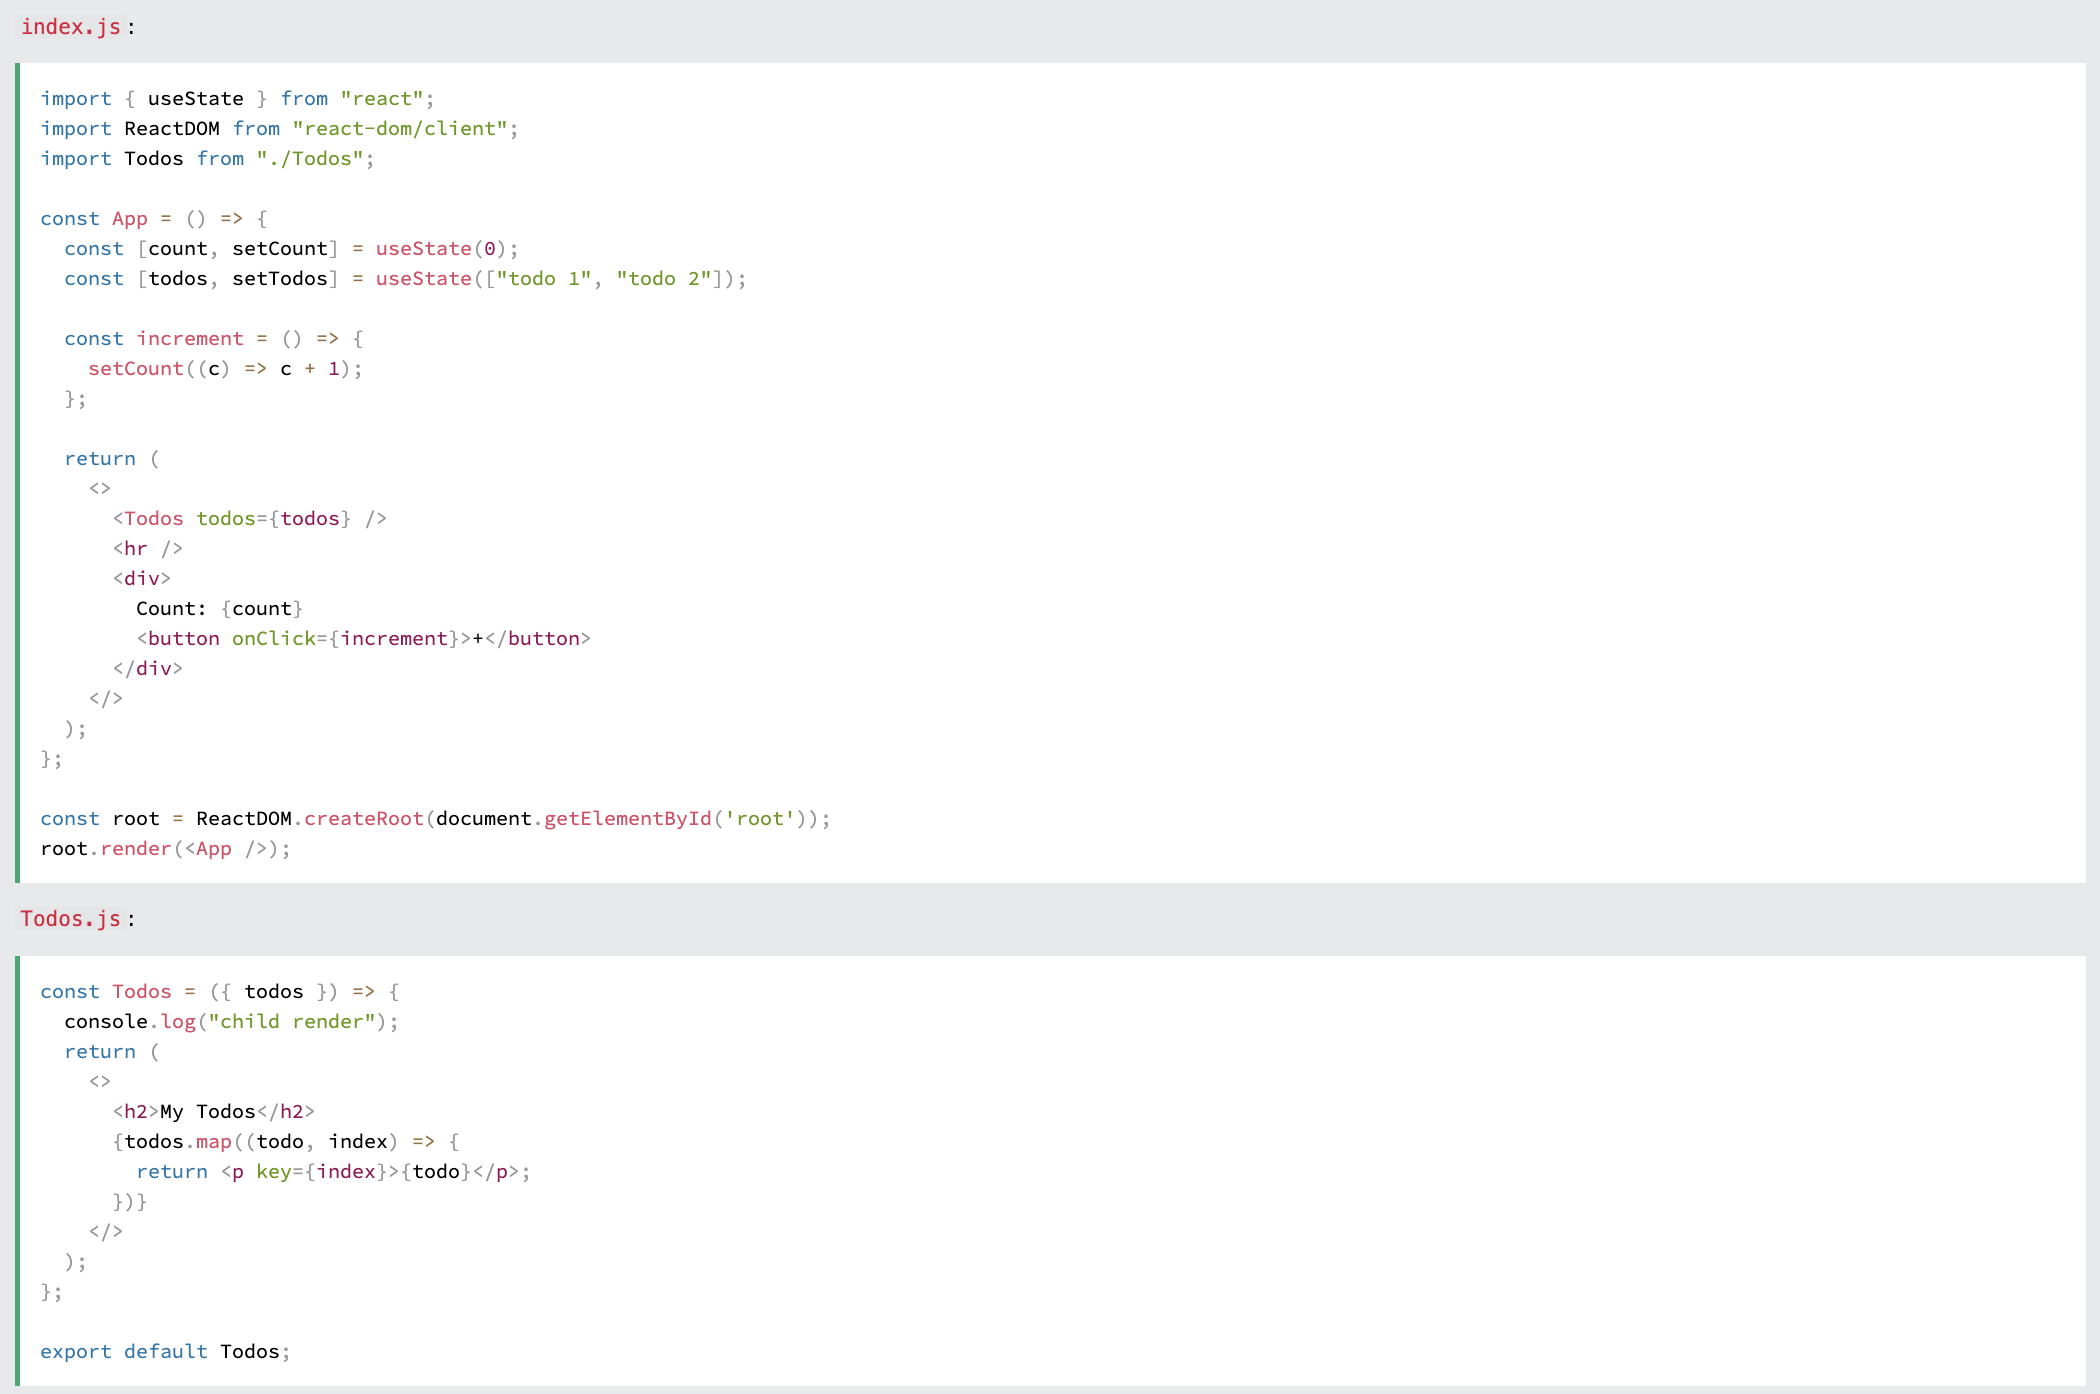 index.js:
import { useState } from "react";
import ReactDOM from "react-dom/client";
import Todos from "./Todos";
const App = () => {
  const [count, setCount] = useState(0);
  const [todos, setTodos] = useState(["todo 1", "todo 2"]);
  const increment = () => {
    setCount((c) => c + 1);
  };
  return (
    <>
      <Todos todos={todos} />
      <hr />
      <div>
        Count: {count}
        <button onClick={increment}>+</button>
      </div>
    </>
  );
};
const root = ReactDOM.createRoot(document.getElementById('root'));
root.render(<App />);
Todos.js:
const Todos = ({ todos }) => {
  console.log("child render");
  return (
    <>
      <h2>My Todos</h2>
      {todos.map((todo, index) => {
        return <p key={index}>{todo}</p>;
      })}
    </>
  );
};
export default Todos;